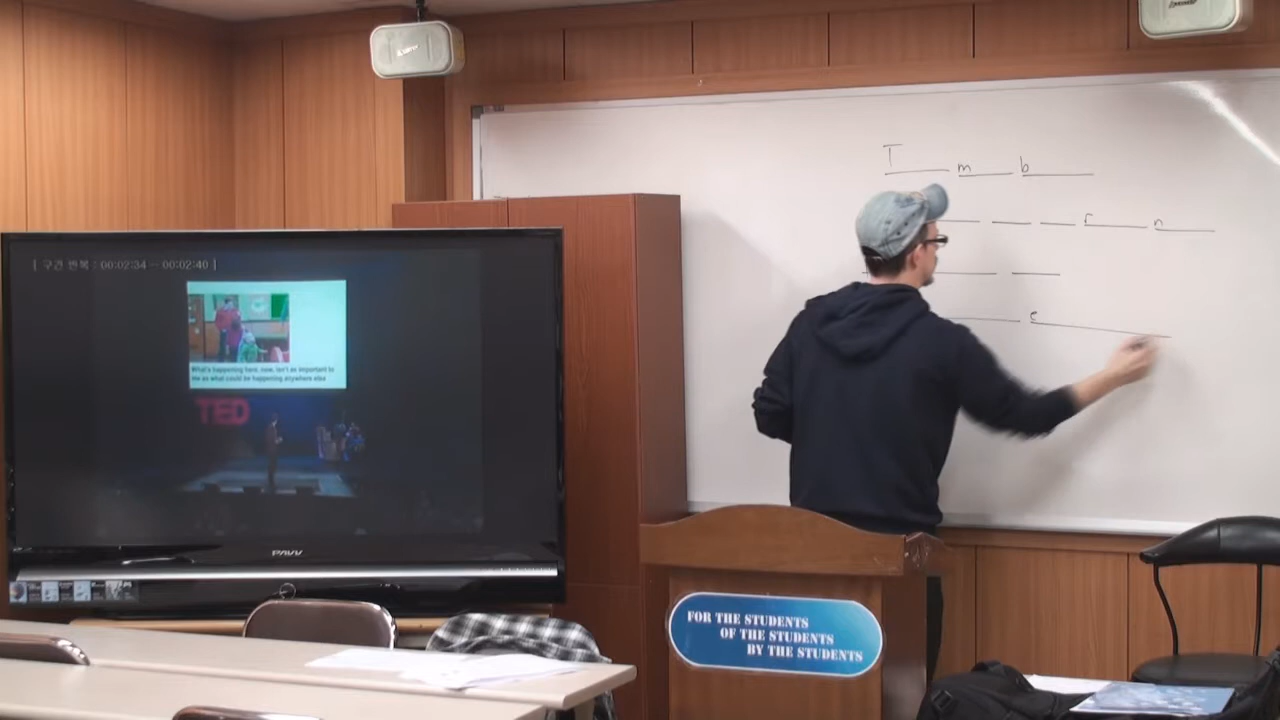 [ 구간 반복 : 00:02:34 -- 00:02:40 ]
What's happening here, now, isn't as important to
me as what could be happening anywhere else
TED
PAVV
T m b
r n
e
FOR THE STUDENTS
OF THE STUDENTS
BY THE STUDENTS